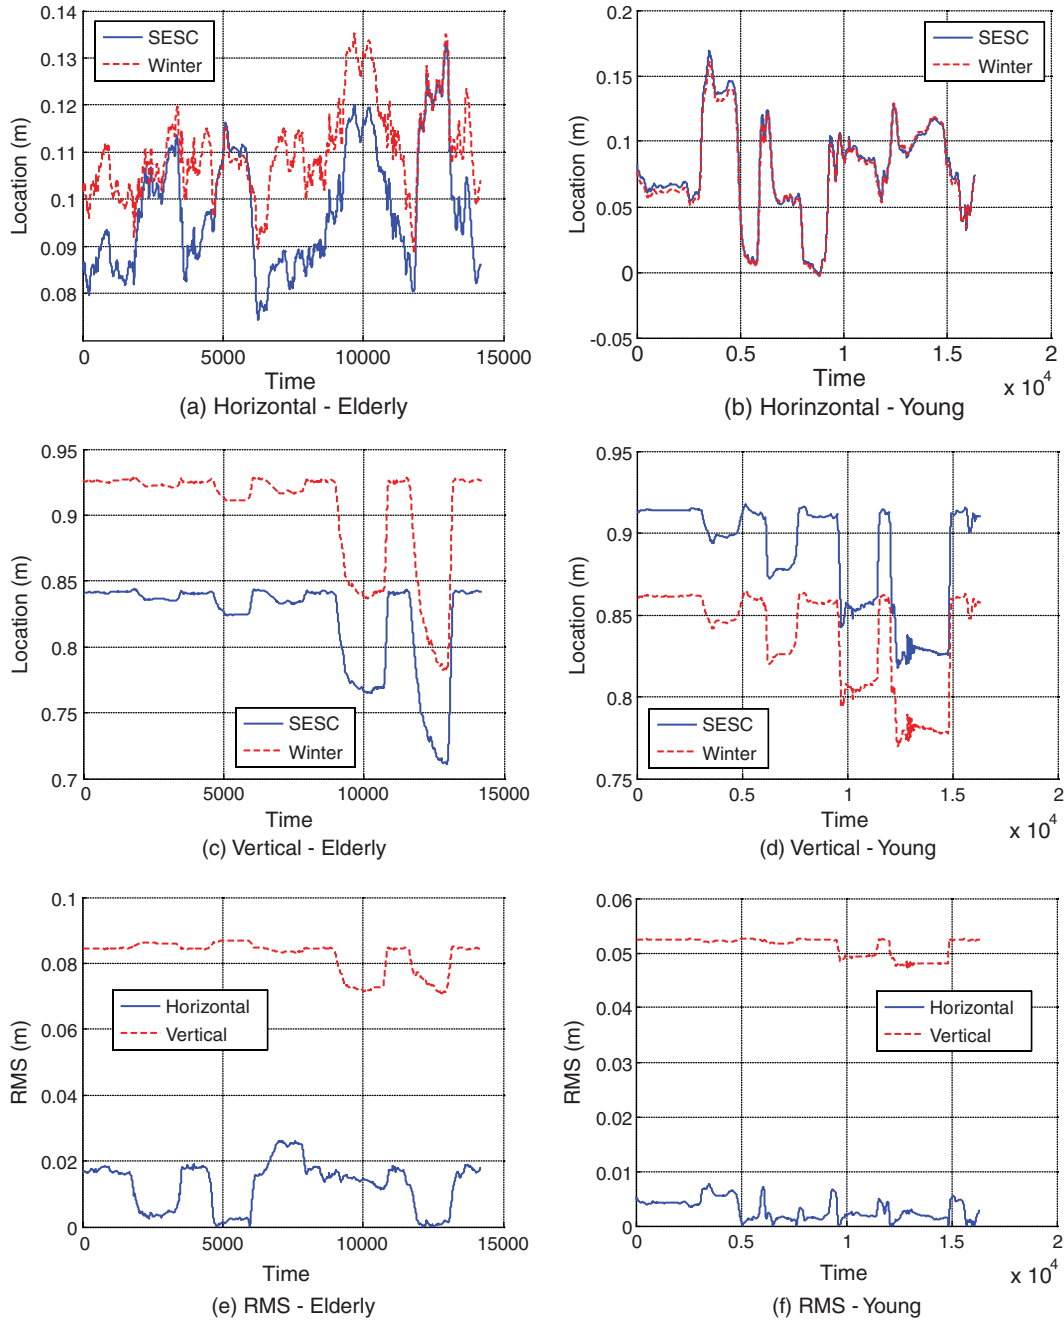 0.14
0.13
0.12
0.11
0.1
0.09
0.08
Location (m)
SESC
Winter
0 5000 10000 15000
Time
(a) Horizontal - Elderly
0.2
0.15
0.1
0.05
0
-0.05
Location (m)
SESC
Winter
0 0.5 1 1.5 2
Time
x 10^4
(b) Horinzontal - Young
0.95
0.9
0.85
0.8
0.75
0.7
Location (m)
SESC
Winter
0 5000 10000 15000
Time
(c) Vertical - Elderly
0.95
0.9
0.85
0.8
0.75
Location (m)
SESC
Winter
0 0.5 1 1.5 2
Time
x 10^4
(d) Vertical - Young
0.1
0.08
0.06
0.04
0.02
0
RMS (m)
Horizontal
Vertical
0 5000 10000 15000
Time
(e) RMS - Elderly
0.06
0.05
0.04
0.03
0.02
0.01
0
RMS (m)
Horizontal
Vertical
0 0.5 1 1.5 2
Time
x 10^4
(f) RMS - Young